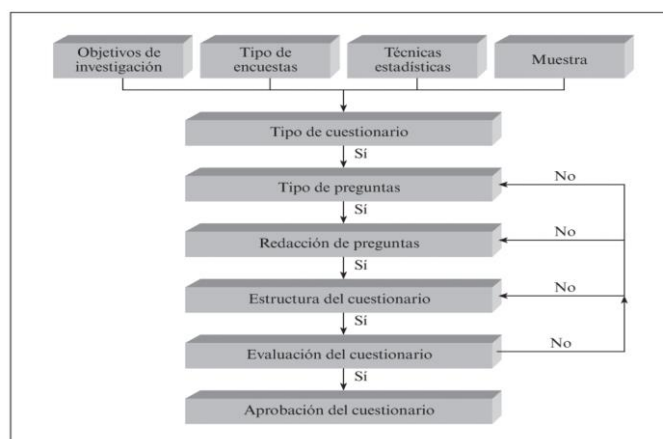 Objetivos de
investigación
Tipo de
encuestas
Técnicas
estadísticas
Muestra
Tipo de cuestionario
Sí
Tipo de preguntas
No
Sí
Redacción de preguntas
No
Sí
Estructura del cuestionario
No
Sí
Evaluación del cuestionario
No
Sí
Aprobación del cuestionario